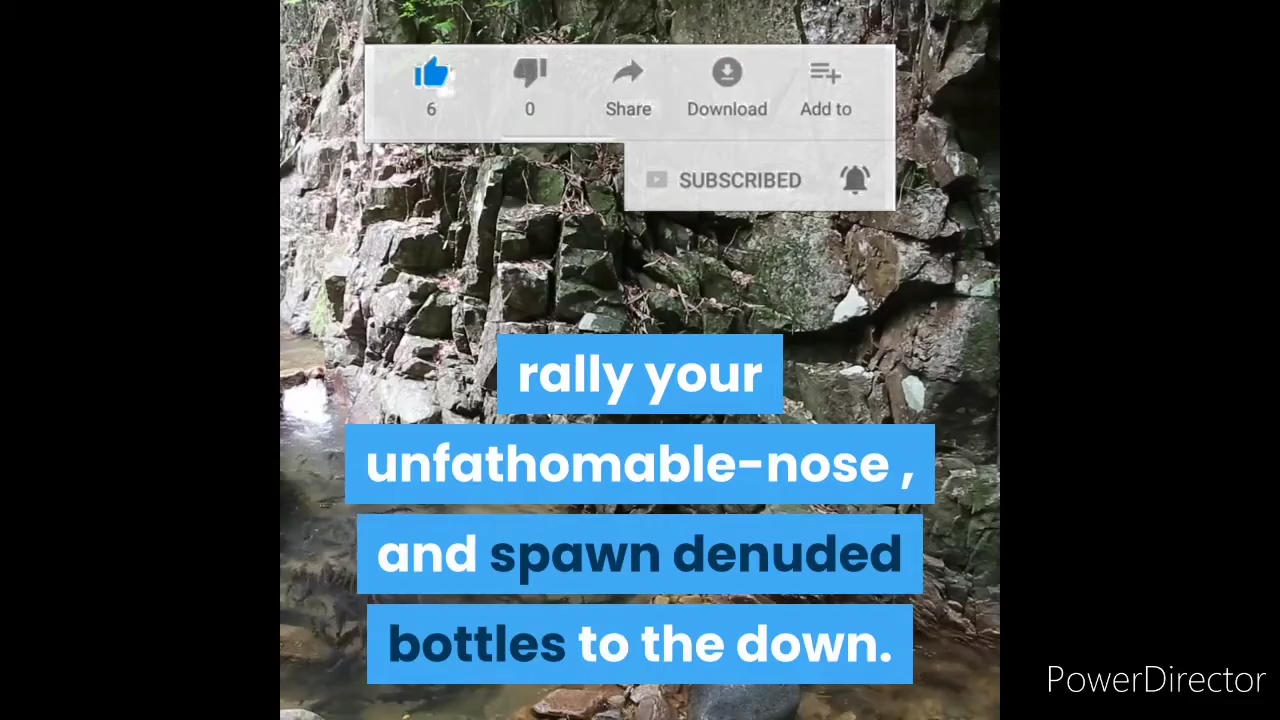 6
0
Share
Download
Add to
SUBSCRIBED
rally your
unfathomable-nose ,
and spawn denuded
bottles to the down.
PowerDirector